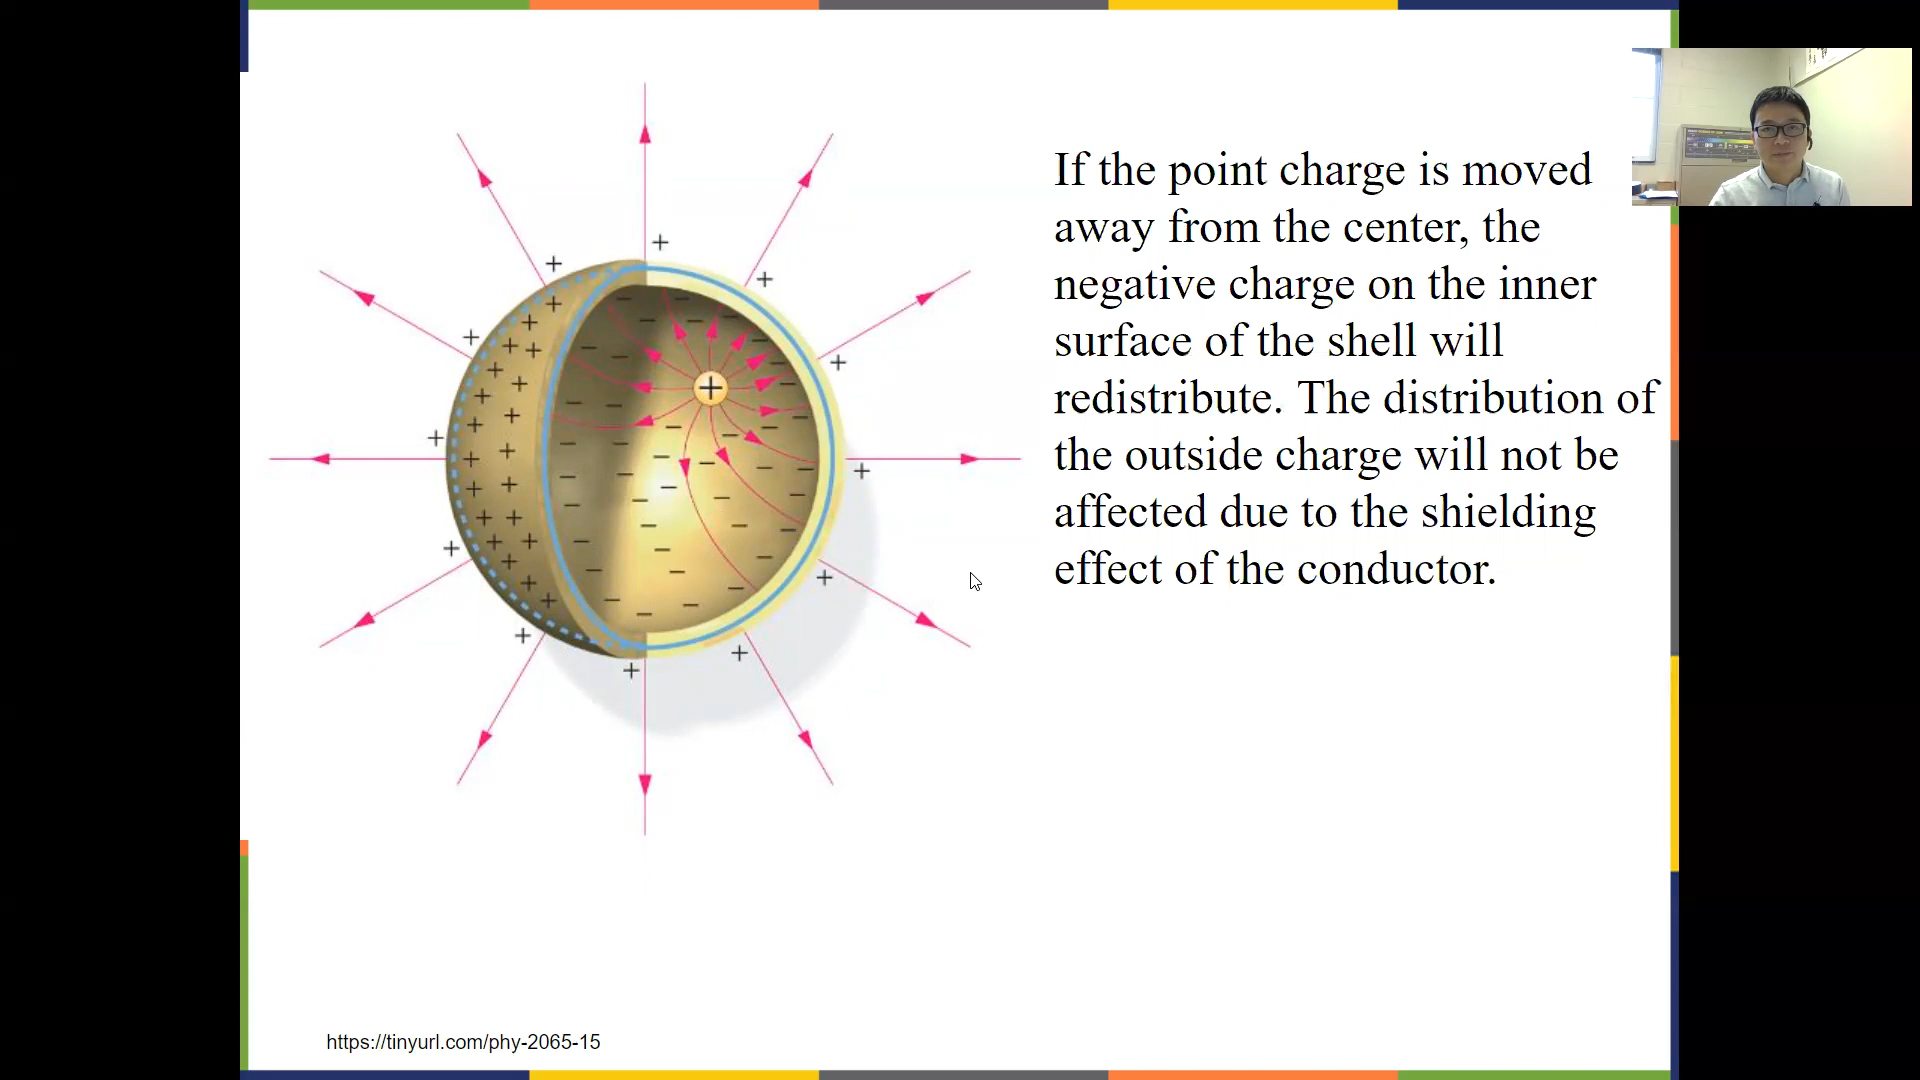 If the point charge is moved
away from the center, the
negative charge on the inner
surface of the shell will
redistribute. The distribution of
the outside charge will not be
affected due to the shielding
effect of the conductor.
https://tinyurl.com/phy-2065-15